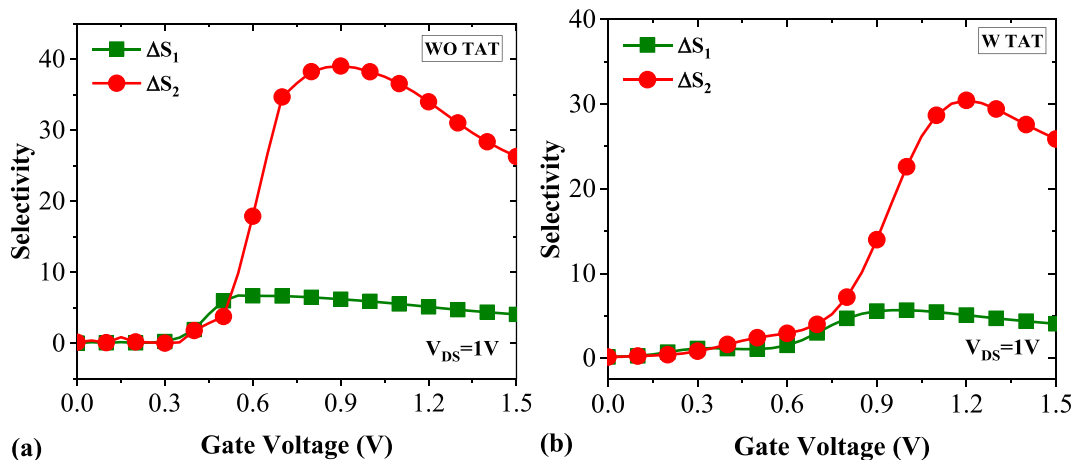 WO TAT
ΔS1
ΔS2
40
30
20
10
0
Selectivity
VDS=1V
0.0 0.3 0.6 0.9 1.2 1.5
(a) Gate Voltage (V)
W TAT
ΔS1
ΔS2
40
30
20
10
0
Selectivity
VDS=1V
0.0 0.3 0.6 0.9 1.2 1.5
(b) Gate Voltage (V)